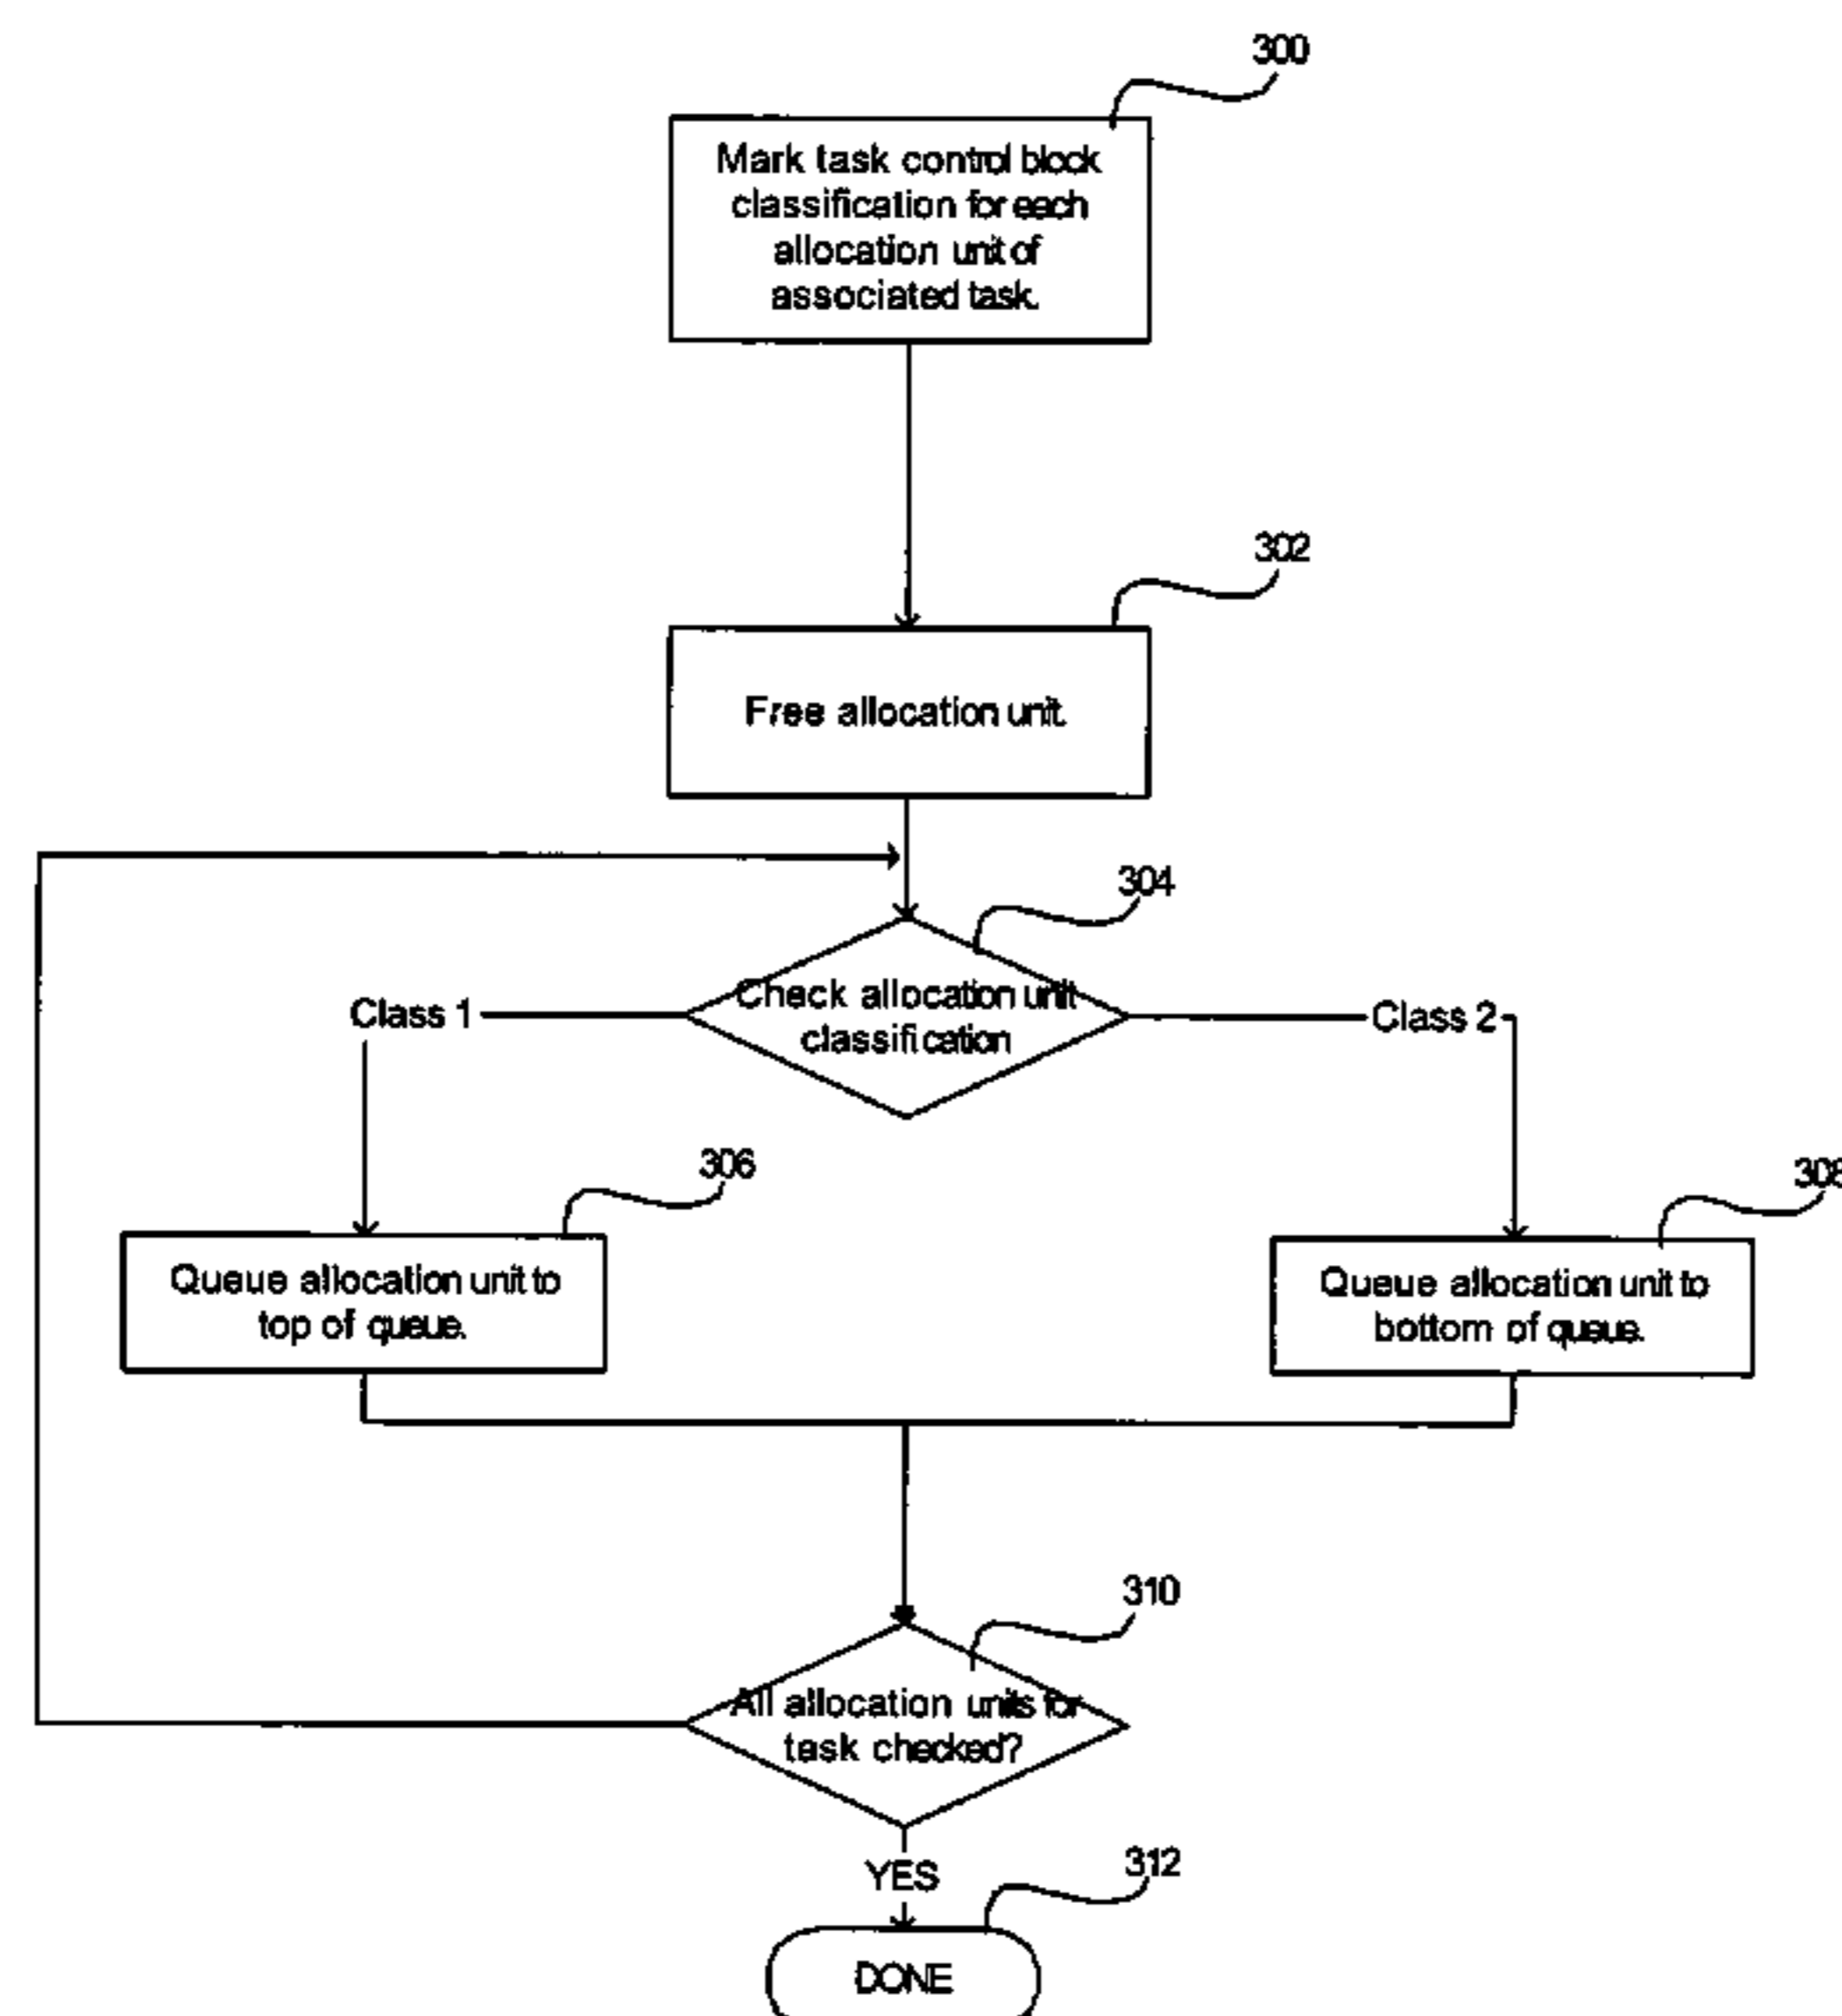 300
Mark task control block
classification for each
allocation unit of
associated task.
302
Free allocation unit.
304
Check allocation unit
classification
Class 1
Class 2
306
308
Queue allocation unit to
top of queue.
Queue allocation unit to
bottom of queue.
310
All allocation units for
task checked?
YES
312
DONE